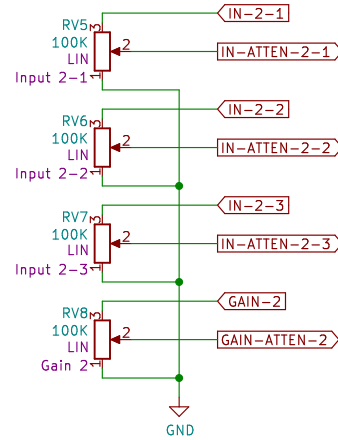 IN-2-1
RV5
3
100K
2
IN-ATTEN-2-1
LIN
1
Input 2-1
IN-2-2
RV6
3
100K
2
IN-ATTEN-2-2
LIN
1
Input 2-2
IN-2-3
RV7
3
100K
2
IN-ATTEN-2-3
LIN
1
Input 2-3
GAIN-2
RV8
3
100K
2
GAIN-ATTEN-2
LIN
1
Gain 2
GND